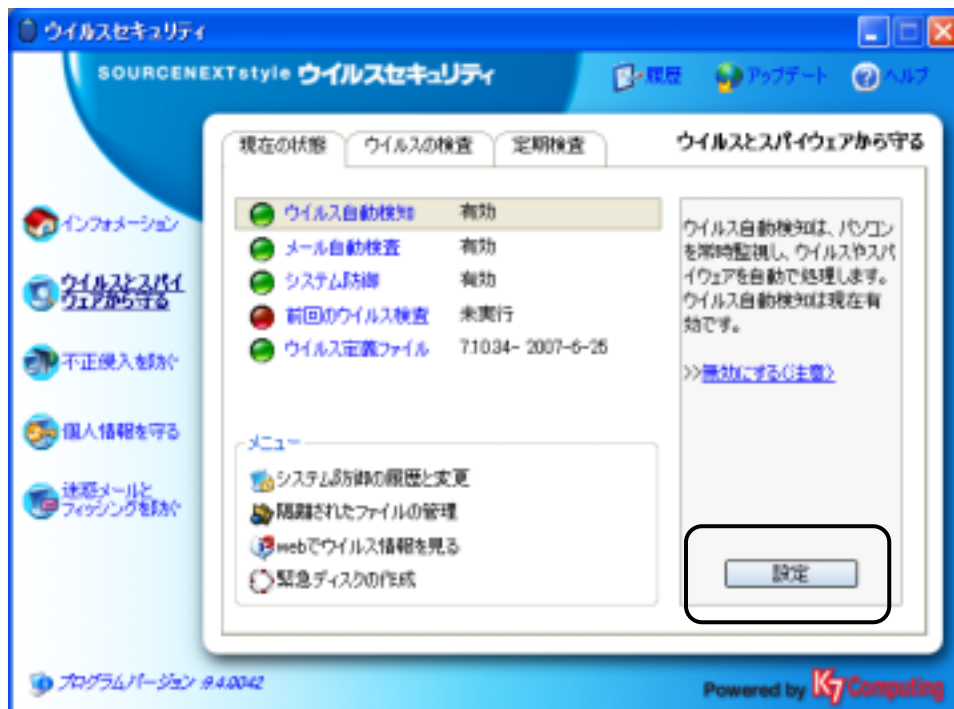 ウイルスセキュリティ
SOURCENEXTstyle ウイルスセキュリティ
履歴
アップデート
ヘルプ
現在の状態
ウイルスの検査
定期検査
ウイルスとスパイウェアから守る
インフォメーション
ウイルスとスパイ
ウェアから守る
不正侵入を防ぐ
個人情報を守る
迷惑メールと
フィッシングを防ぐ
ウイルス自動検知 有効
メール自動検査 有効
システム防御 有効
前回のウイルス検査 未実行
ウイルス定義ファイル 7.1034- 2007-6-25
メニュー
システム防御の履歴と変更
隔離されたファイルの管理
webでウイルス情報を見る
緊急ディスクの作成
ウイルス自動検知は、パソコン
を常時監視し、ウイルスやスパ
イウェアを自動で処理します。
ウイルス自動検知は現在有
効です。
>>無効にする(注意)
設定
プログラムバージョン 9.4.0042
Powered by K7 Computing